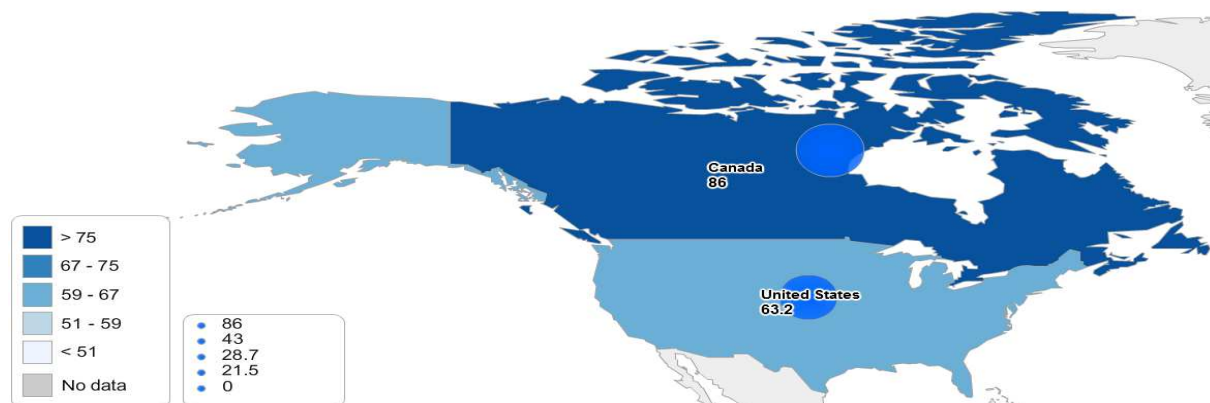 Canada
86
United States
63.2
> 75
67 - 75
59 - 67
51 - 59
< 51
No data
86
43
28.7
21.5
0